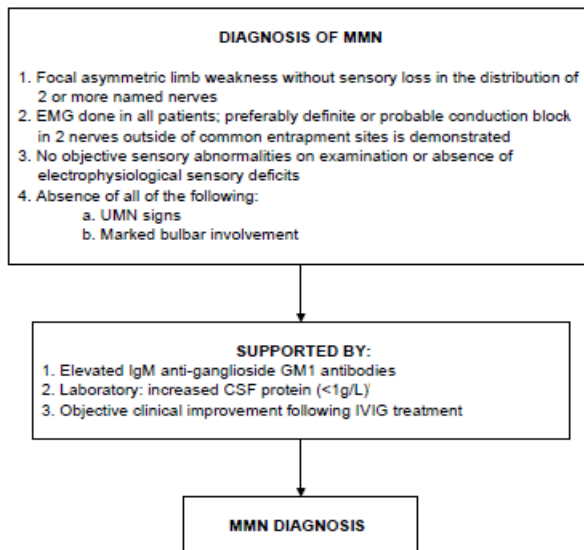 DIAGNOSIS OF MMN
1. Focal asymmetric limb weakness without sensory loss in the distribution of
2 or more named nerves
2. EMG done in all patients; preferably definite or probable conduction block
in 2 nerves outside of common entrapment sites is demonstrated
3. No objective sensory abnormalities on examination or absence of
electrophysiological sensory deficits
4. Absence of all of the following:
a. UMN signs
b. Marked bulbar involvement
SUPPORTED BY:
1. Elevated IgM anti-ganglioside GM1 antibodies
2. Laboratory: increased CSF protein (<1g/L)
3. Objective clinical improvement following IVIG treatment
MMN DIAGNOSIS